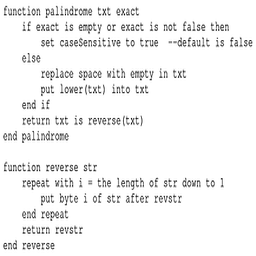 function palindrome txt exact
    if exact is empty or exact is not false then
        set caseSensitive to true  --default is false
    else
        replace space with empty in txt
        put lower(txt) into txt
    end if
    return txt is reverse(txt)
end palindrome

function reverse str
    repeat with i = the length of str down to 1
        put byte i of str after revstr
    end repeat
    return revstr
end reverse